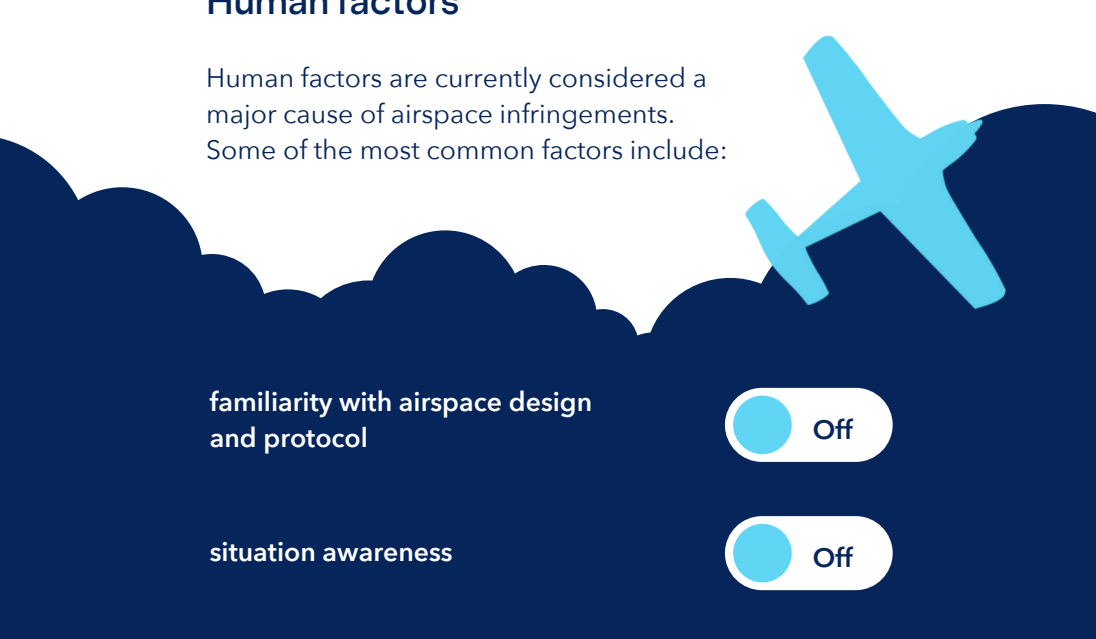 Human factors
Human factors are currently considered a
major cause of airspace infringements.
Some of the most common factors include:
familiarity with airspace design
and protocol
Off
situation awareness
Off